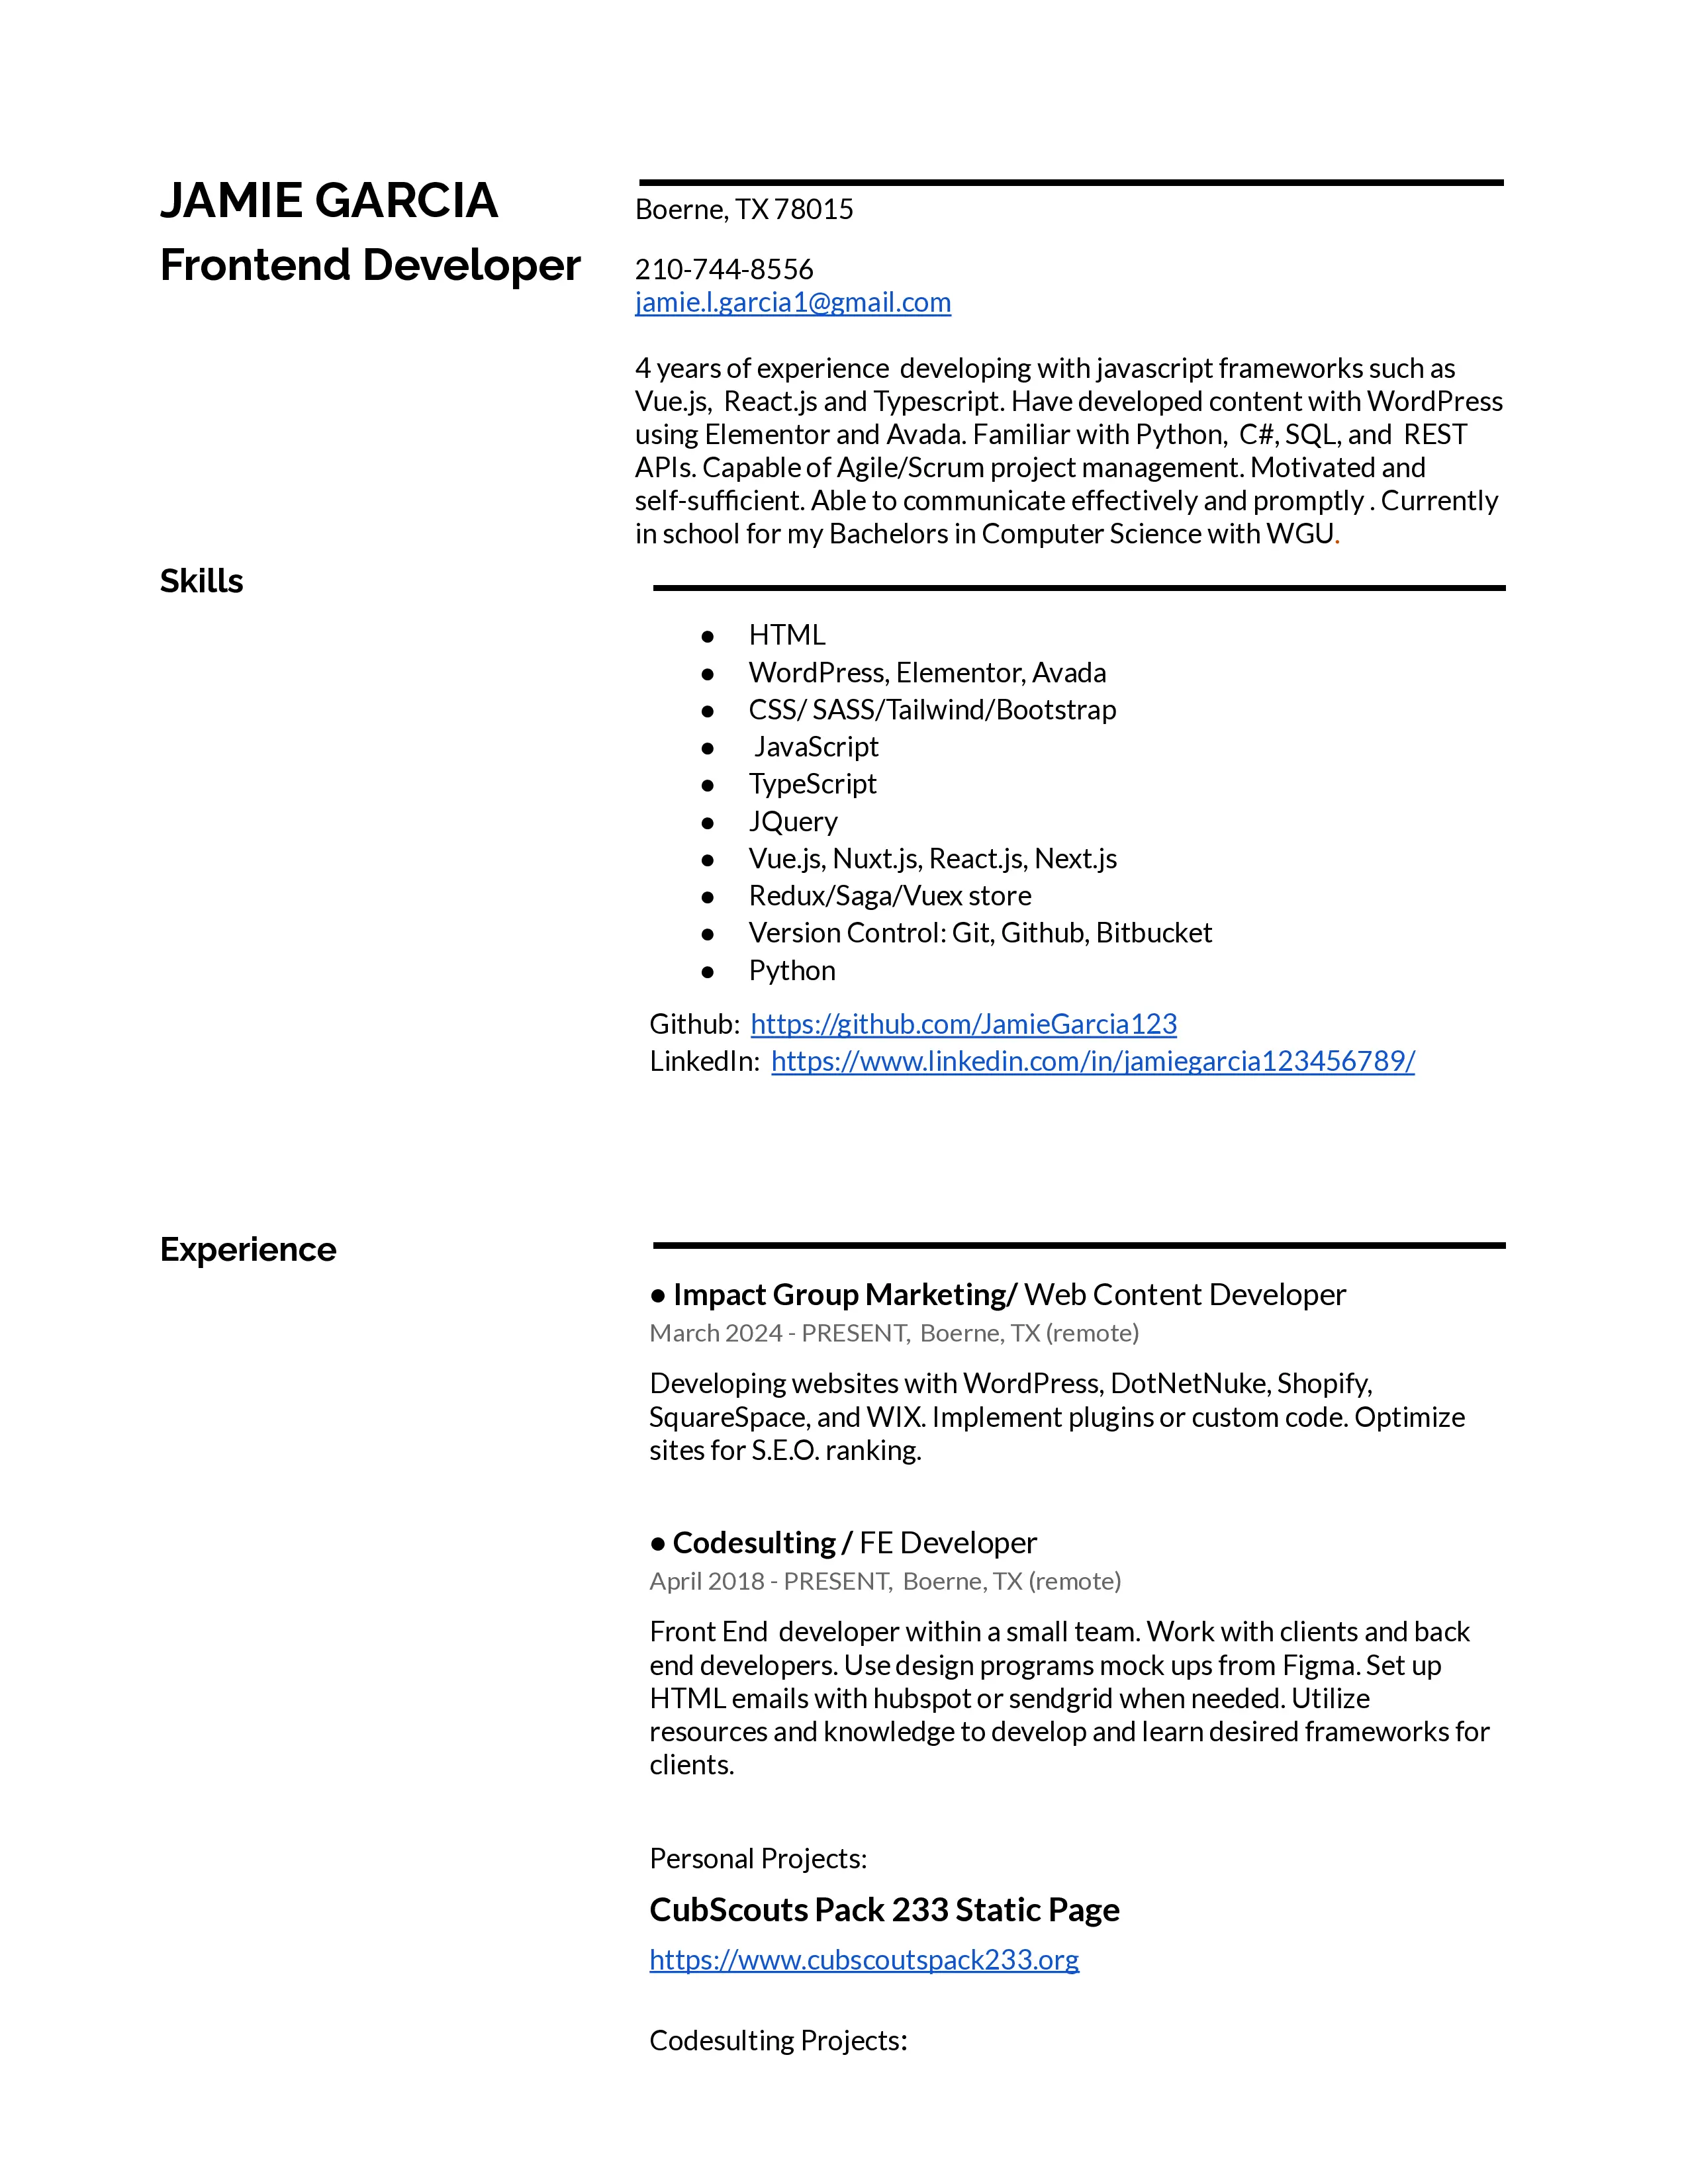 JAMIE GARCIA
Frontend Developer
Boerne, TX 78015
210-744-8556
jamie.l.garcia1@gmail.com
4 years of experience  developing with javascript frameworks such as
Vue.js,  React.js and Typescript. Have developed content with WordPress
using Elementor and Avada. Familiar with Python,  C#, SQL, and  REST
APIs. Capable of Agile/Scrum project management. Motivated and
self-sufficient. Able to communicate effectively and promptly . Currently
in school for my Bachelors in Computer Science with WGU.
Skills
● HTML
● WordPress, Elementor, Avada
● CSS/ SASS/Tailwind/Bootstrap
●  JavaScript
● TypeScript
● JQuery
● Vue.js, Nuxt.js, React.js, Next.js
● Redux/Saga/Vuex store
● Version Control: Git, Github, Bitbucket
● Python
Github:  https://github.com/JamieGarcia123
LinkedIn:  https://www.linkedin.com/in/jamiegarcia123456789/
Experience
● Impact Group Marketing/ Web Content Developer
March 2024 - PRESENT,  Boerne, TX (remote)
Developing websites with WordPress, DotNetNuke, Shopify,
SquareSpace, and WIX. Implement plugins or custom code. Optimize
sites for S.E.O. ranking.
● Codesulting / FE Developer
April 2018 - PRESENT,  Boerne, TX (remote)
Front End  developer within a small team. Work with clients and back
end developers. Use design programs mock ups from Figma. Set up
HTML emails with hubspot or sendgrid when needed. Utilize
resources and knowledge to develop and learn desired frameworks for
clients.
Personal Projects:
CubScouts Pack 233 Static Page
https://www.cubscoutspack233.org
Codesulting Projects: